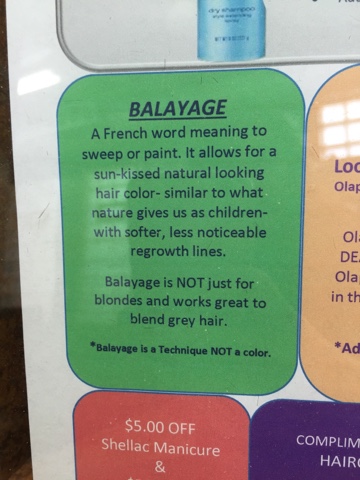 dry shampoo
BALAYAGE
A French word meaning to
sweep or paint. It allows for a
sun-kissed natural looking
hair color- similar to what
nature gives us as children-
with softer, less noticeable
regrowth lines.
Balayage is NOT just for
blondes and works great to
blend grey hair.
*Balayage is a Technique NOT a color.
Loo
Olap
Ol
DEA
Ola
in th
*Ad
$5.00 OFF
Shellac Manicure
&
COMPLIM
HAIRC